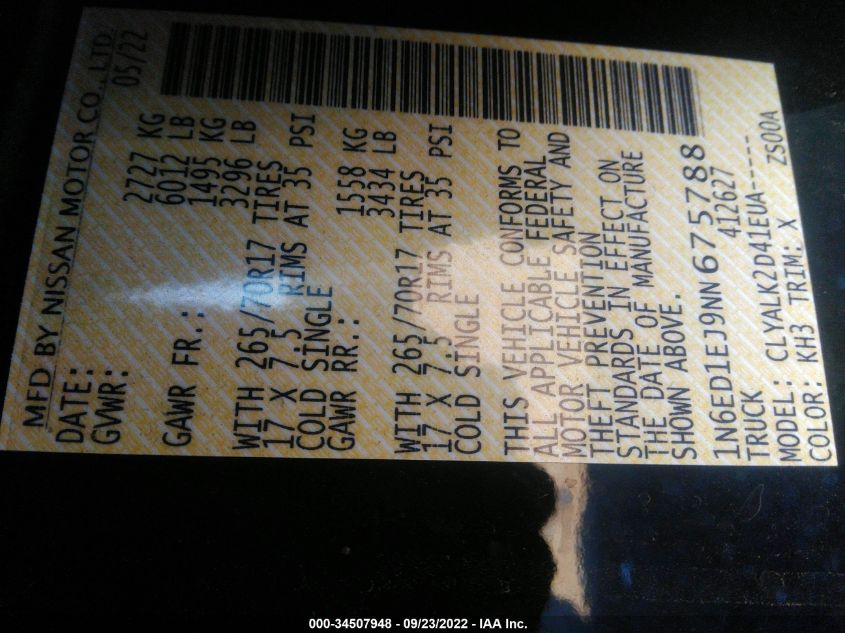 MFD BY NISSAN MOTOR CO., LTD.
DATE: 05/22
GVWR: 2727 KG
6012 LB
GAWR FR.: 1495 KG
3296 LB
WITH 265/70R17 TIRES
17 X 7.5 RIMS AT 35 PSI
COLD SINGLE
GAWR RR.: 1558 KG
3434 LB
WITH 265/70R17 TIRES
17 X 7.5 RIMS AT 35 PSI
COLD SINGLE
THIS VEHICLE CONFORMS TO
ALL APPLICABLE FEDERAL
MOTOR VEHICLE SAFETY AND
THEFT PREVENTION
STANDARDS IN EFFECT ON
THE DATE OF MANUFACTURE
SHOWN ABOVE.
1N6ED1EJ9NN675788
TRUCK 412627
MODEL: CLYALK2D41EUA-----
COLOR: KH3 TRIM: X ZS00A
000-34507948 - 09/23/2022 - IAA Inc.